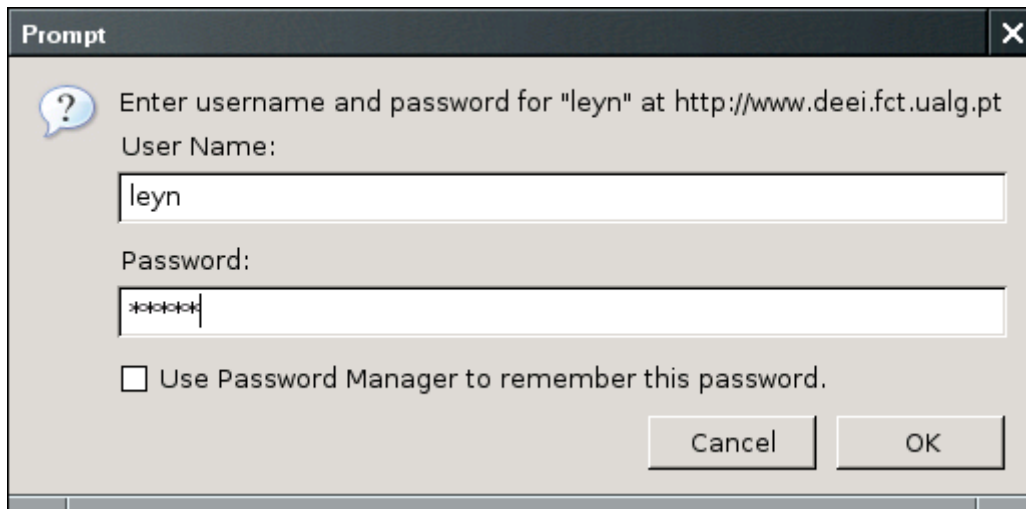 Prompt
Enter username and password for "leyn" at http://www.deei.fct.ualg.pt
User Name:
leyn
Password:
*****
Use Password Manager to remember this password.
Cancel OK